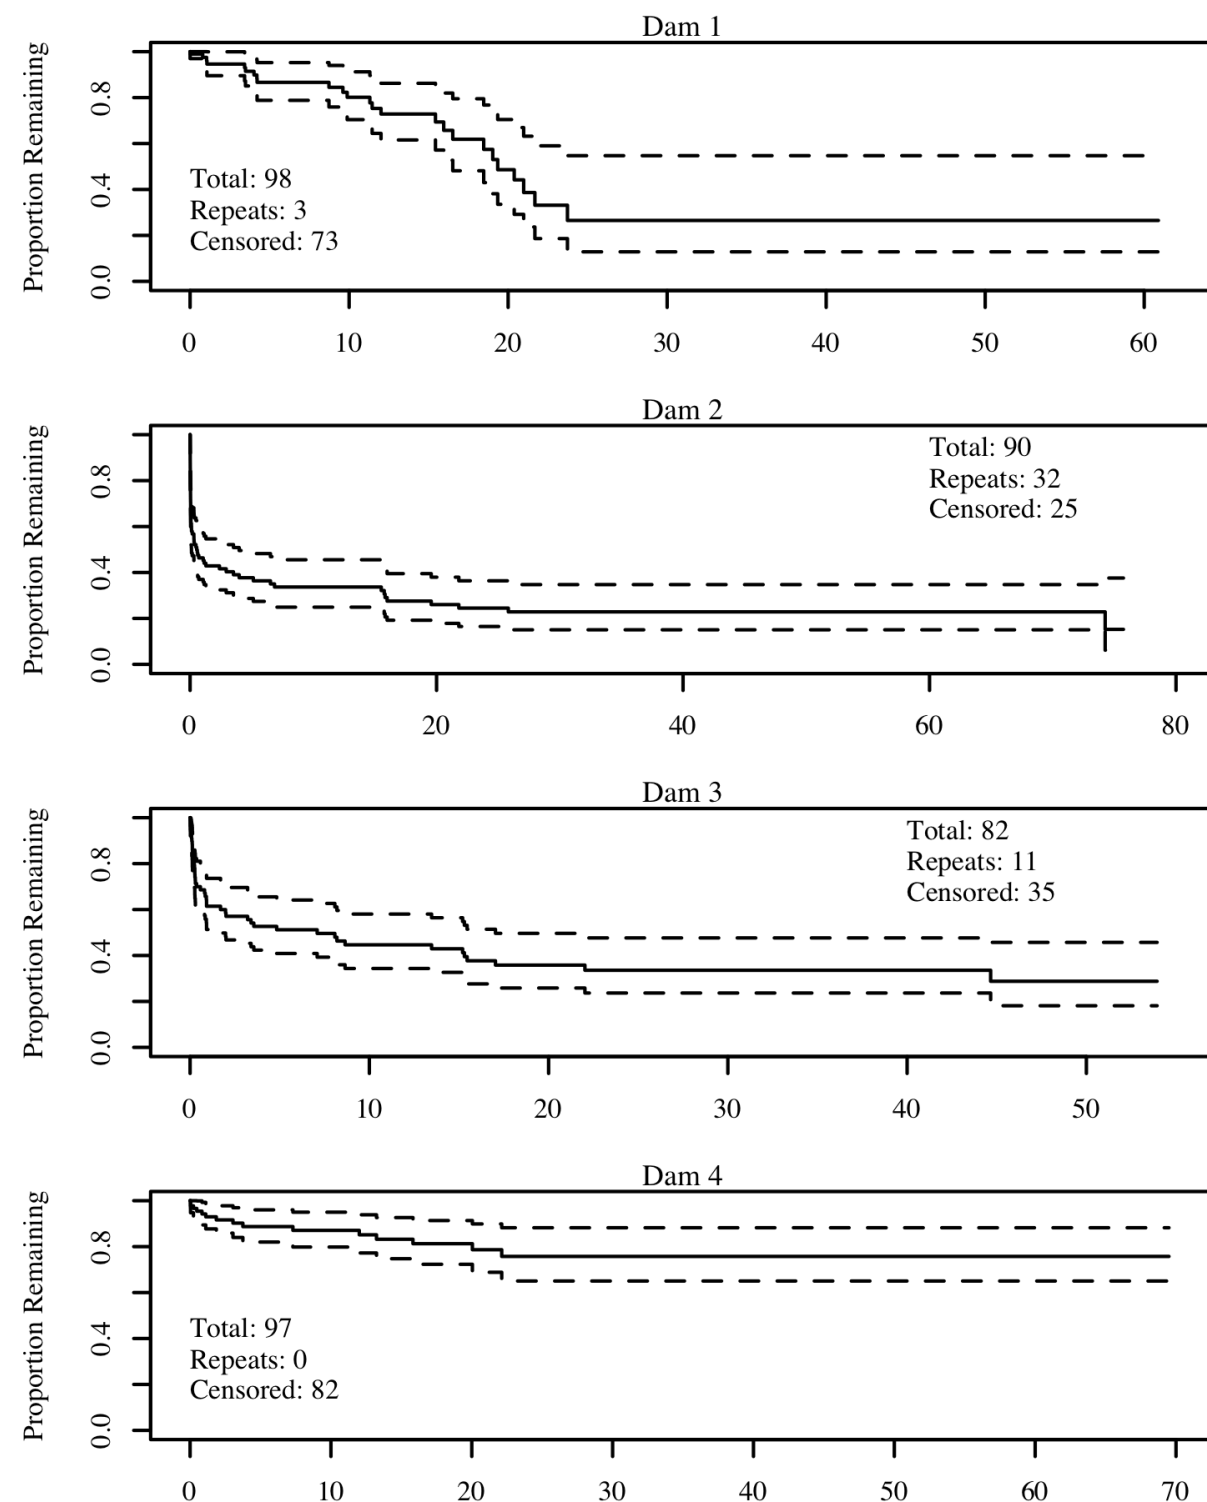 Dam 1
Proportion Remaining
0.8
0.4
0.0
Total: 98
Repeats: 3
Censored: 73
0 10 20 30 40 50 60
Dam 2
Proportion Remaining
0.8
0.4
0.0
Total: 90
Repeats: 32
Censored: 25
0 20 40 60 80
Dam 3
Proportion Remaining
0.8
0.4
0.0
Total: 82
Repeats: 11
Censored: 35
0 10 20 30 40 50
Dam 4
Proportion Remaining
0.8
0.4
0.0
Total: 97
Repeats: 0
Censored: 82
0 10 20 30 40 50 60 70